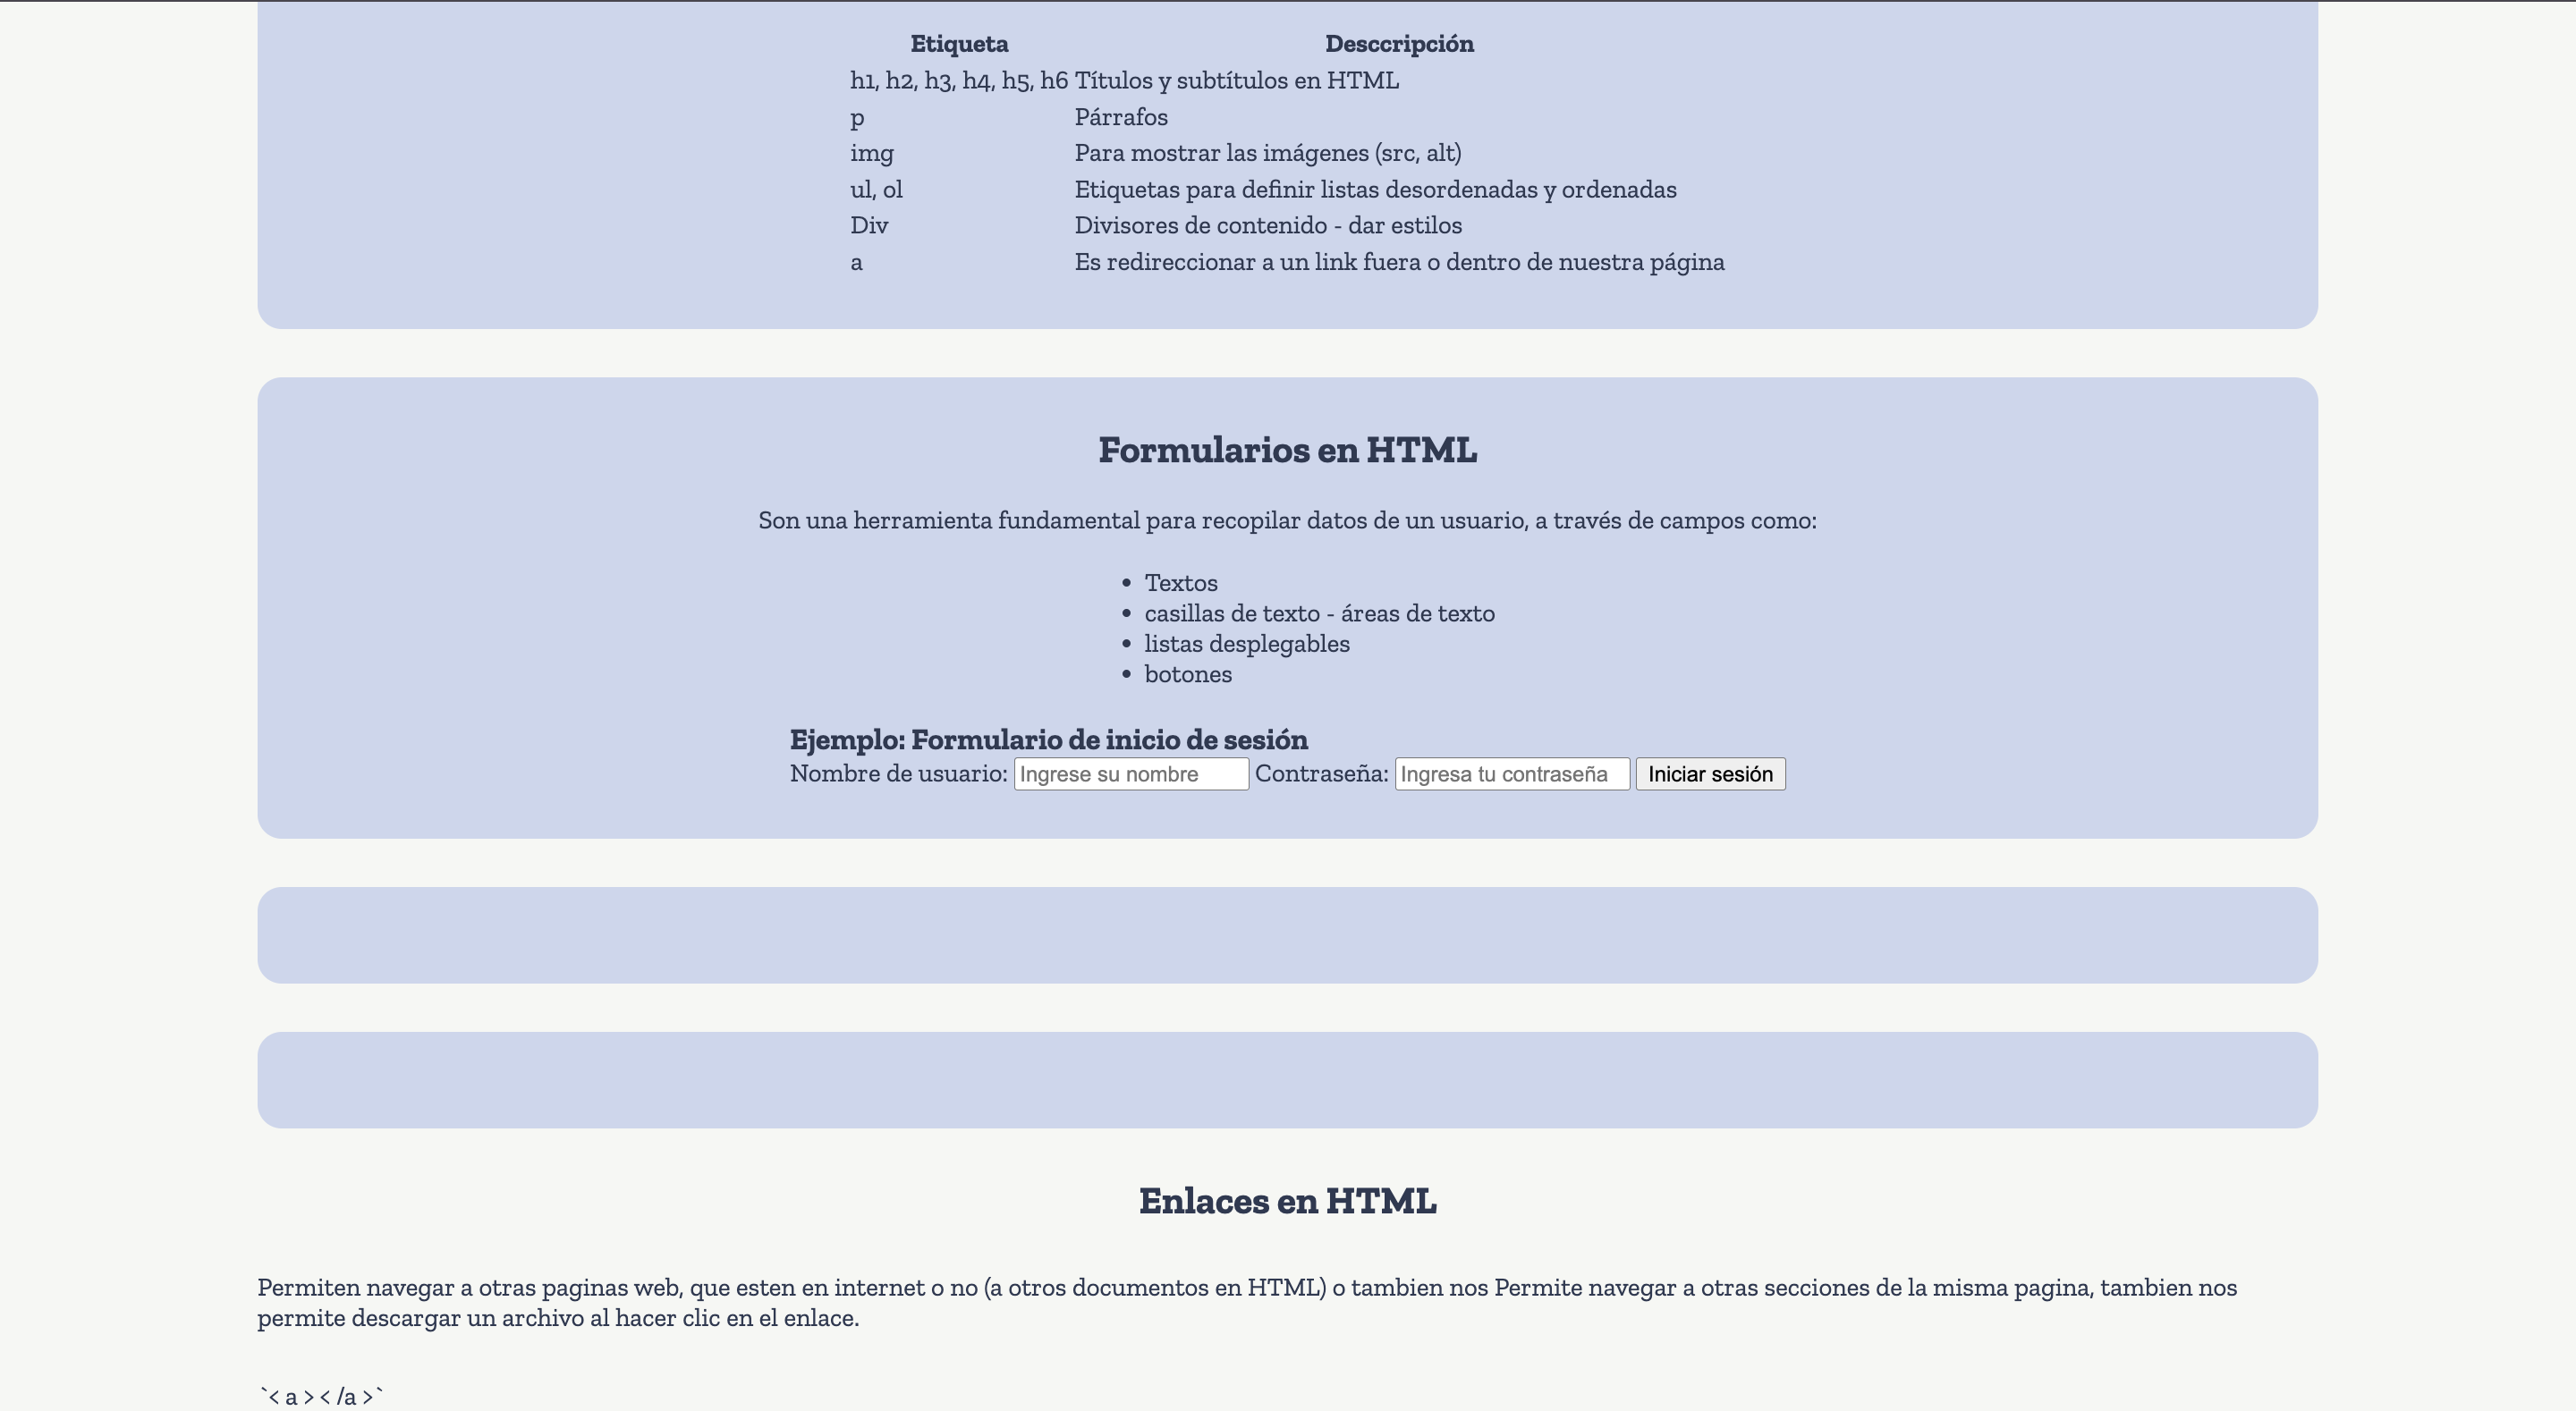 Etiqueta Desccripción
h1, h2, h3, h4, h5, h6 Títulos y subtítulos en HTML
p Párrafos
img Para mostrar las imágenes (src, alt)
ul, ol Etiquetas para definir listas desordenadas y ordenadas
Div Divisores de contenido - dar estilos
a Es redireccionar a un link fuera o dentro de nuestra página
Formularios en HTML
Son una herramienta fundamental para recopilar datos de un usuario, a través de campos como:
• Textos
• casillas de texto - áreas de texto
• listas desplegables
• botones
Ejemplo: Formulario de inicio de sesión
Nombre de usuario: Ingrese su nombre Contraseña: Ingresa tu contraseña Iniciar sesión
Enlaces en HTML
Permiten navegar a otras paginas web, que esten en internet o no (a otros documentos en HTML) o tambien nos Permite navegar a otras secciones de la misma pagina, tambien nos
permite descargar un archivo al hacer clic en el enlace.
`< a > < /a >`